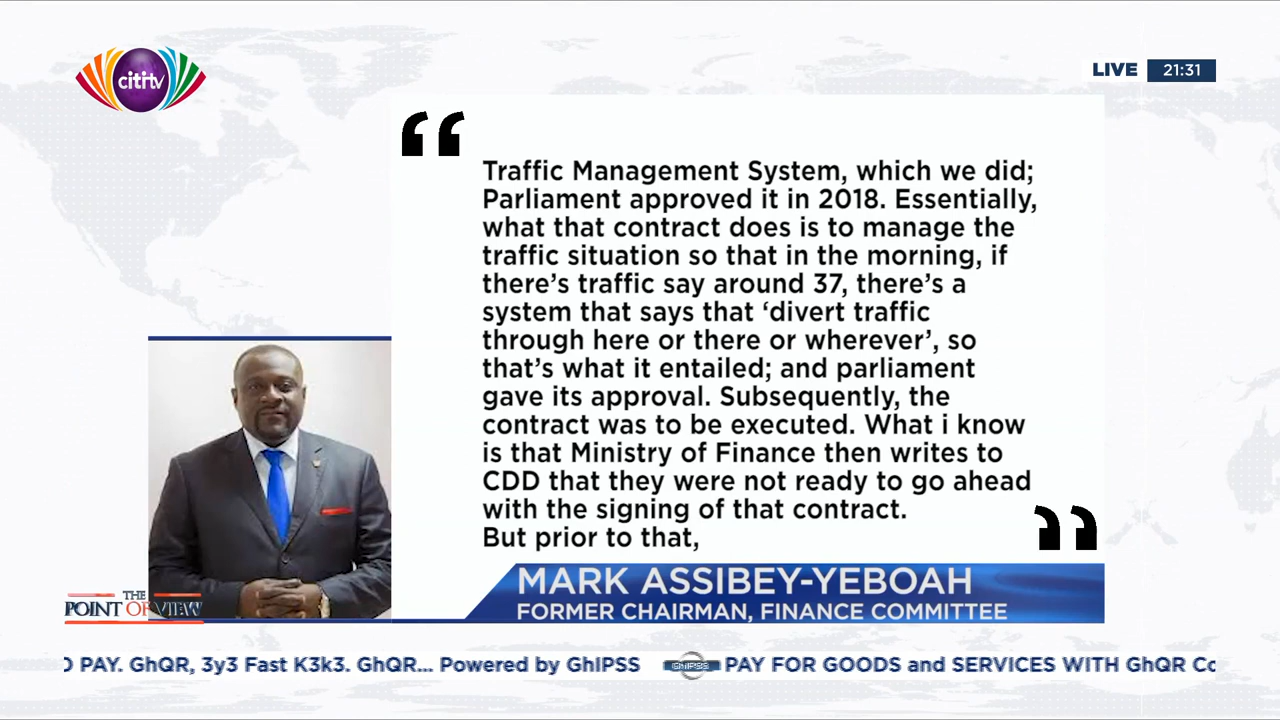 citi tv
LIVE 21:31
Traffic Management System, which we did;
Parliament approved it in 2018. Essentially,
what that contract does is to manage the
traffic situation so that in the morning, if
there’s traffic say around 37, there’s a
system that says that ‘divert traffic
through here or there or wherever’, so
that’s what it entailed; and parliament
gave its approval. Subsequently, the
contract was to be executed. What i know
is that Ministry of Finance then writes to
CDD that they were not ready to go ahead
with the signing of that contract.
But prior to that,
MARK ASSIBEY-YEBOAH
FORMER CHAIRMAN, FINANCE COMMITTEE
THE
POINT OF VIEW
PAY. GhQR, 3y3 Fast K3k3. GhQR... Powered by GhIPSS GhIPSS PAY FOR GOODS and SERVICES WITH GhQR